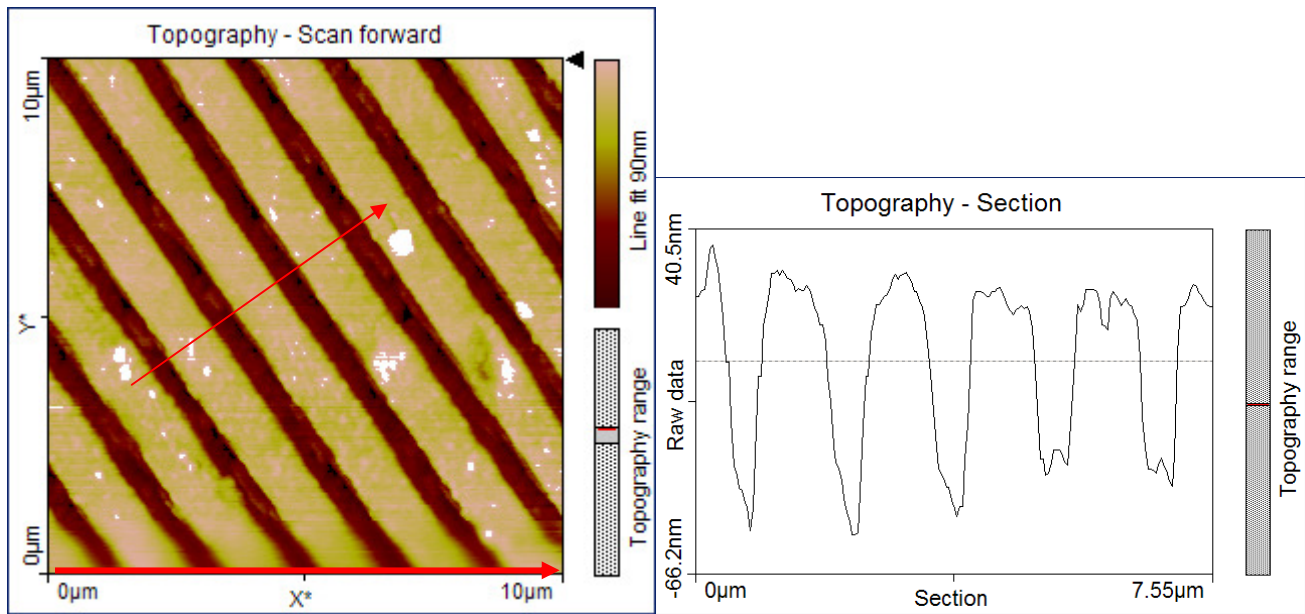 Topography - Scan forward
10µm
Y*
0µm
0µm
X*
10µm
Line fit 90nm
Topography range
Topography - Section
40.5nm
Raw data
-66.2nm
0µm
Section
7.55µm
Topography range